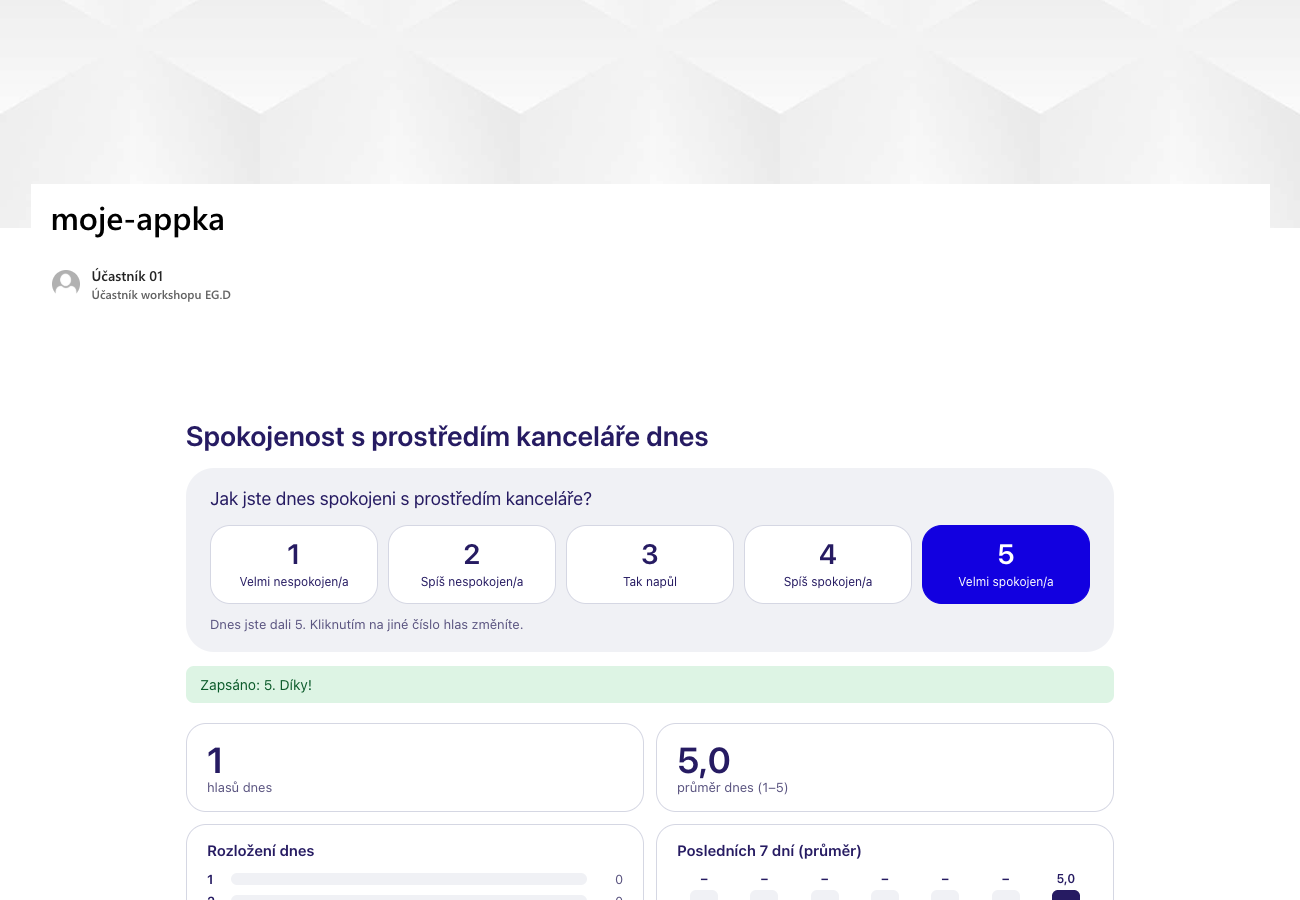 moje-appka
Účastník 01
Účastník workshopu EG.D
Spokojenost s prostředím kanceláře dnes
Jak jste dnes spokojeni s prostředím kanceláře?
1 2 3 4 5
Velmi nespokojen/a Spíš nespokojen/a Tak napůl Spíš spokojen/a Velmi spokojen/a
Dnes jste dali 5. Kliknutím na jiné číslo hlas změníte.
Zapsáno: 5. Díky!
1
hlasů dnes
5,0
průměr dnes (1–5)
Rozložení dnes
1 0
Posledních 7 dní (průměr)
– – – – – – 5,0